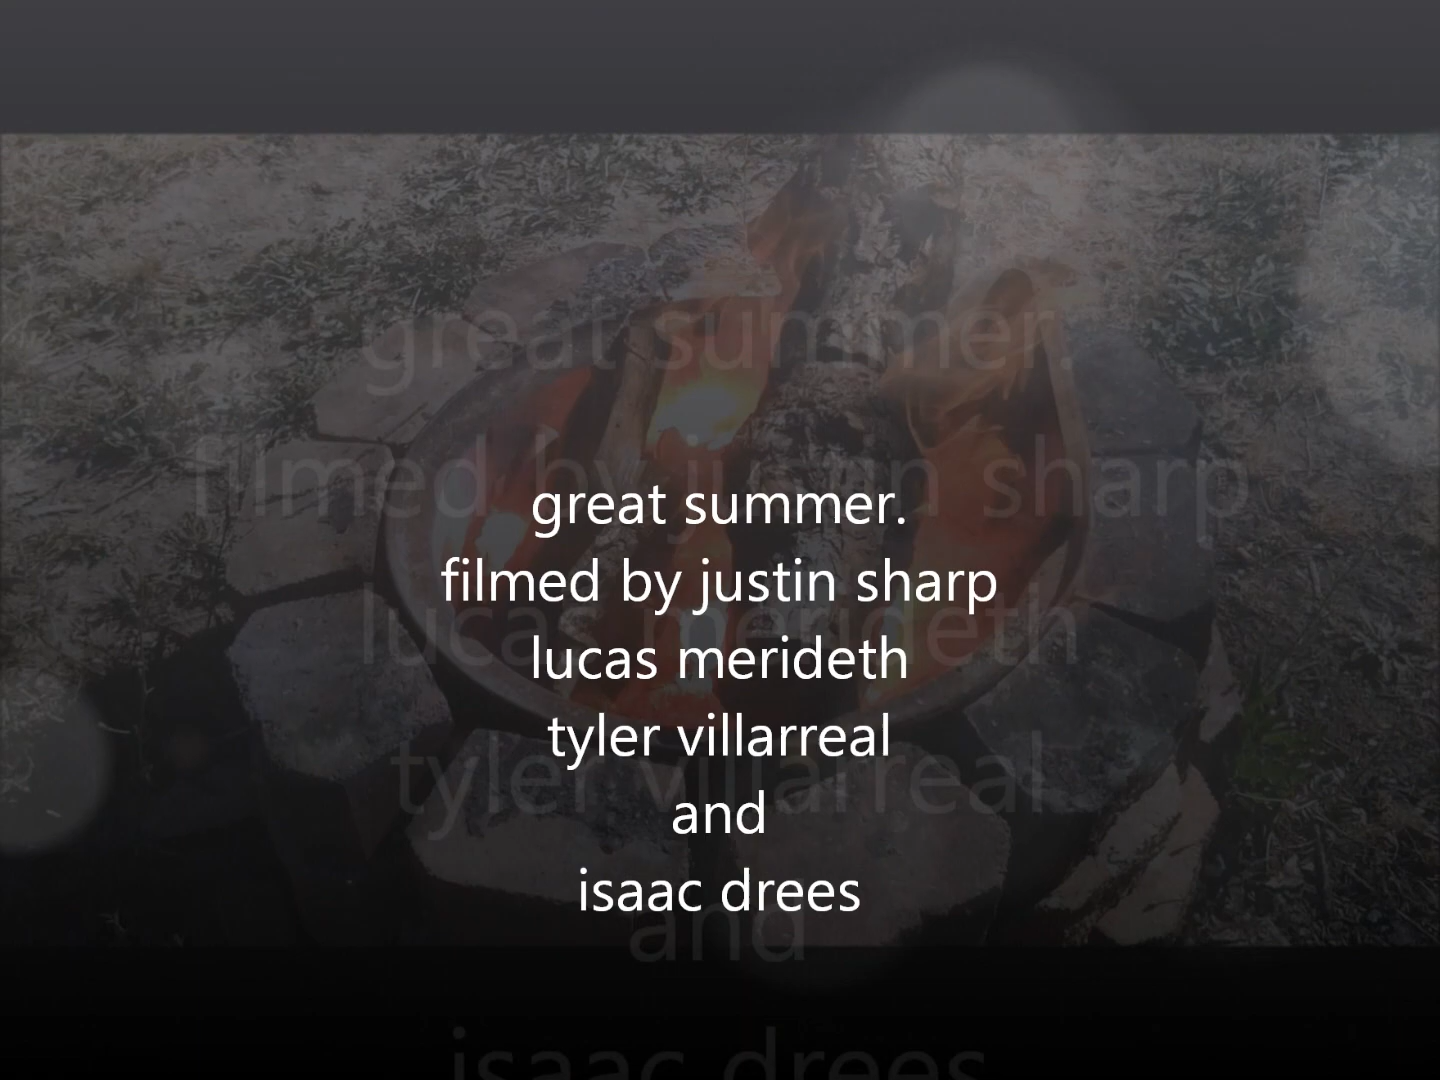 great summer.
filmed by justin sharp
lucas merideth
tyler villarreal
and
isaac drees